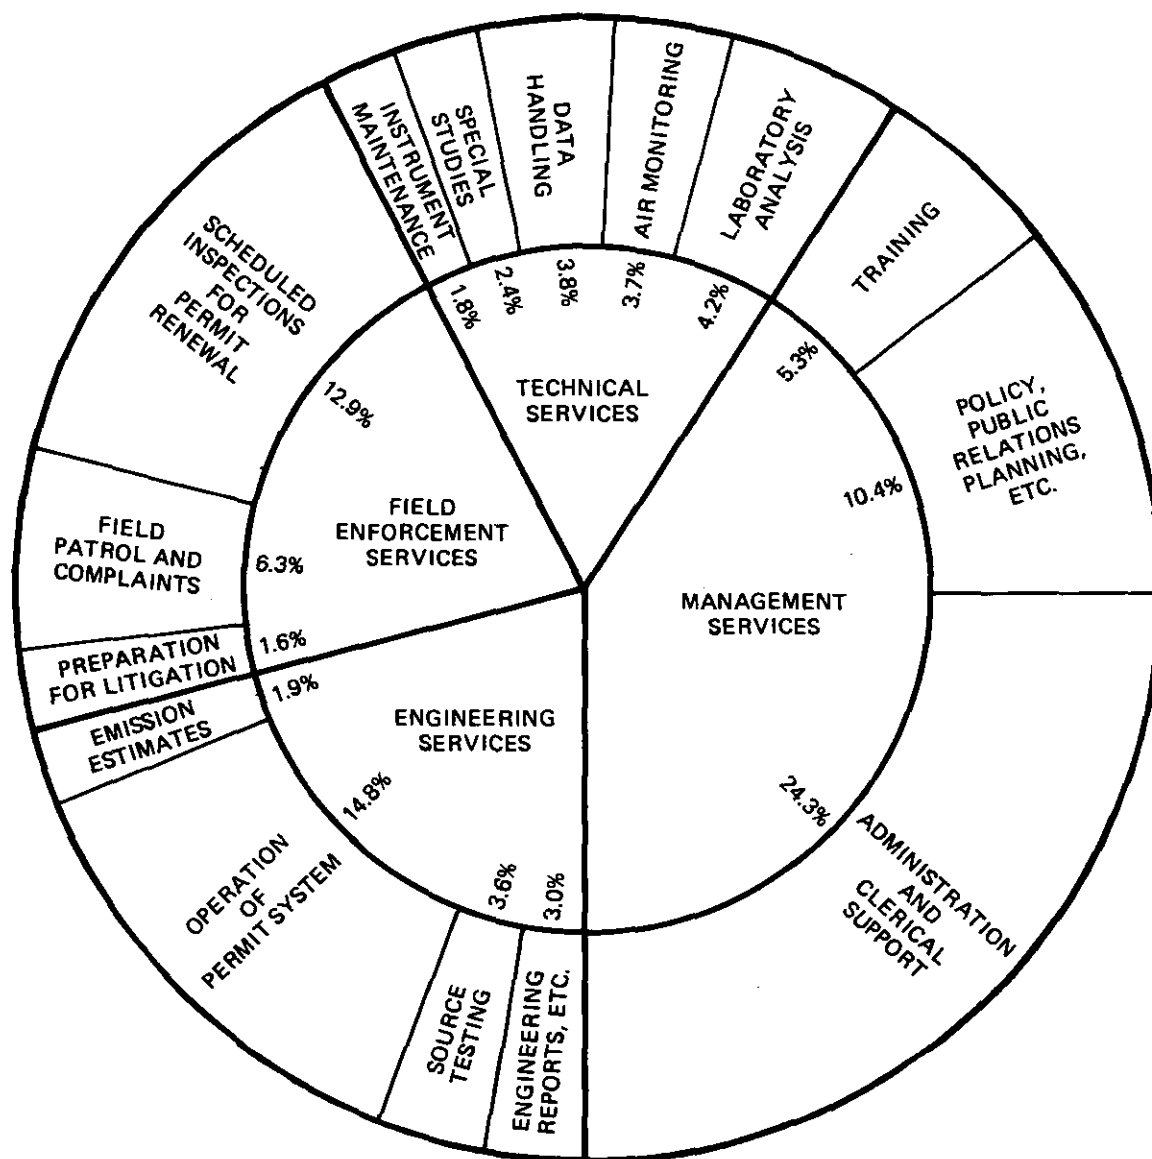 INSTRUMENT
MAINTENANCE
1.8%
SPECIAL
STUDIES
2.4%
DATA
HANDLING
3.8%
AIR MONITORING
3.7%
LABORATORY
ANALYSIS
4.2%
TECHNICAL
SERVICES
TRAINING
5.3%
POLICY,
PUBLIC
RELATIONS
PLANNING,
ETC.
10.4%
MANAGEMENT
SERVICES
24.3%
ADMINISTRATION
AND
CLERICAL
SUPPORT
SCHEDULED
INSPECTIONS
FOR
PERMIT
RENEWAL
12.9%
FIELD
ENFORCEMENT
SERVICES
FIELD
PATROL AND
COMPLAINTS
6.3%
PREPARATION
FOR LITIGATION
1.6%
EMISSION
ESTIMATES
1.9%
ENGINEERING
SERVICES
OPERATION
OF
PERMIT SYSTEM
14.8%
SOURCE
TESTING
3.6%
ENGINEERING
REPORTS, ETC.
3.0%